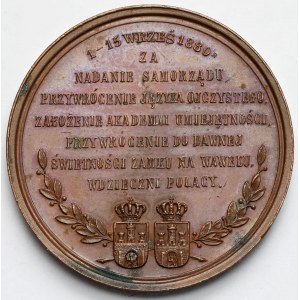 1.-15 WRZEŚ 1880.
ZA
NADANIE SAMORZĄDU,
PRZYWRÓCENIE JĘZYKA OJCZYSTEGO,
ZAŁOŻENIE AKADEMII UMIEJĘTNOŚCI,
PRZYWRÓCENIE DO DAWNEJ
ŚWIETNOŚCI ZAMKU NA WAWELU,
WDZIĘCZNI POLACY.